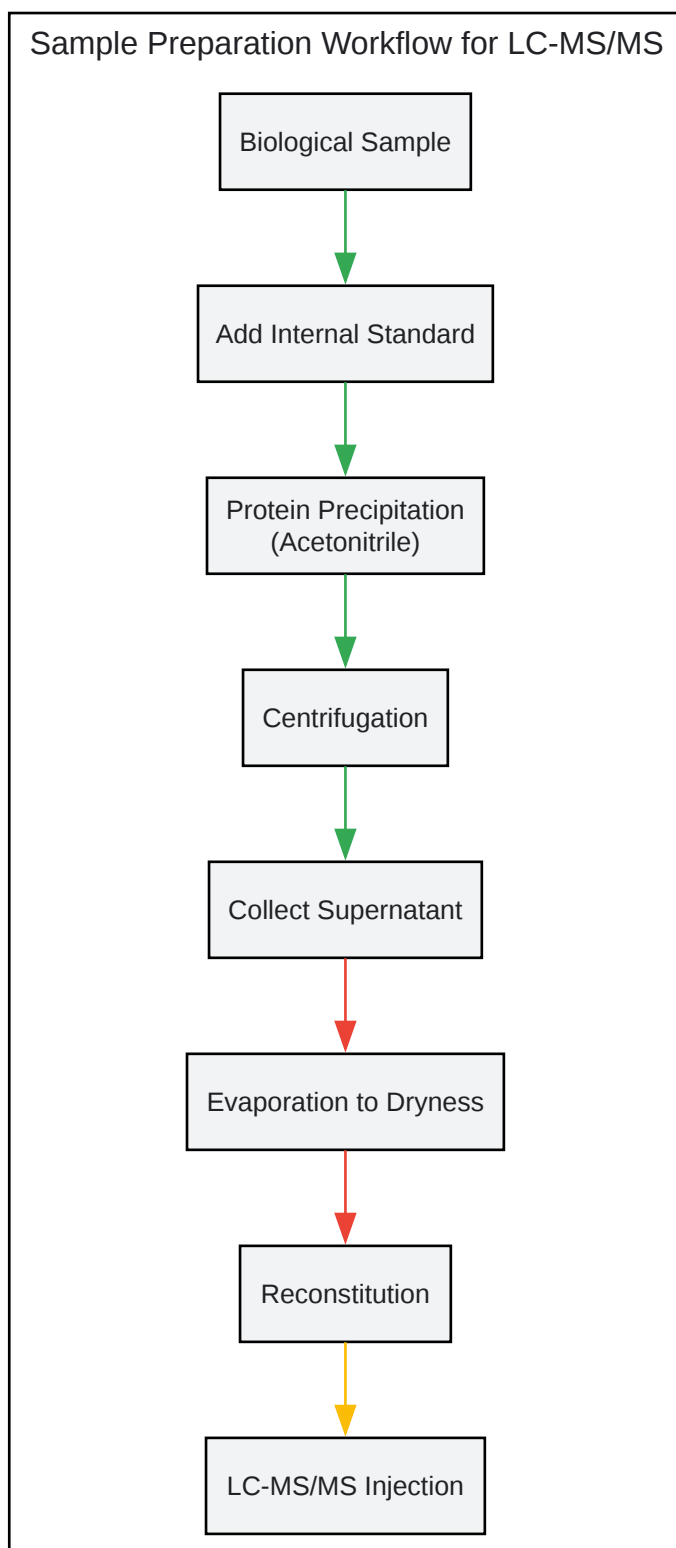 Sample Preparation Workflow for LC-MS/MS
Biological Sample
Add Internal Standard
Protein Precipitation
(Acetonitrile)
Centrifugation
Collect Supernatant
Evaporation to Dryness
Reconstitution
LC-MS/MS Injection